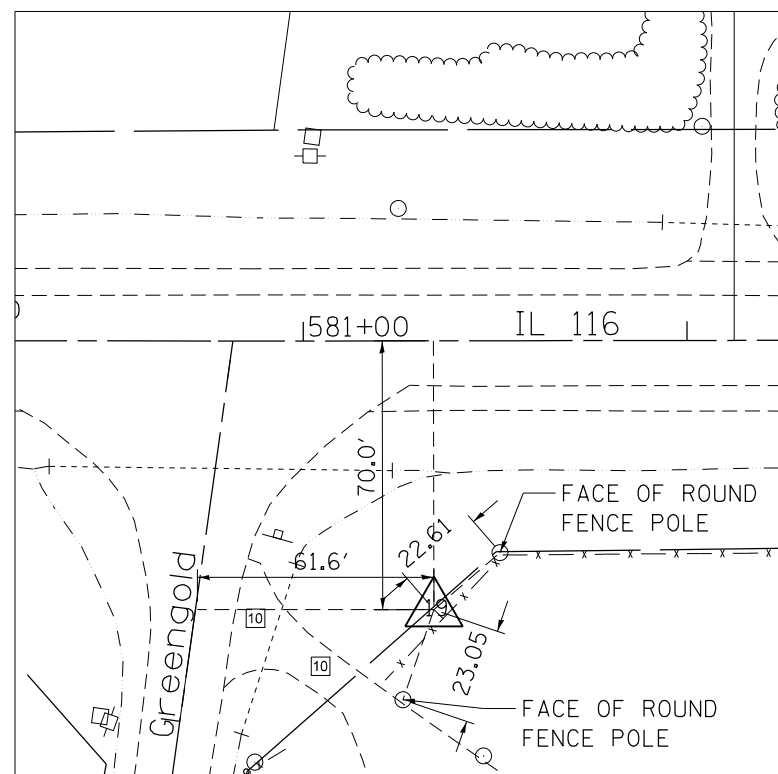 581+00
IL 116
70.0'
FACE OF ROUND
FENCE POLE
22.61
61.6'
Greengold
19
10
10
23.05
FACE OF ROUND
FENCE POLE